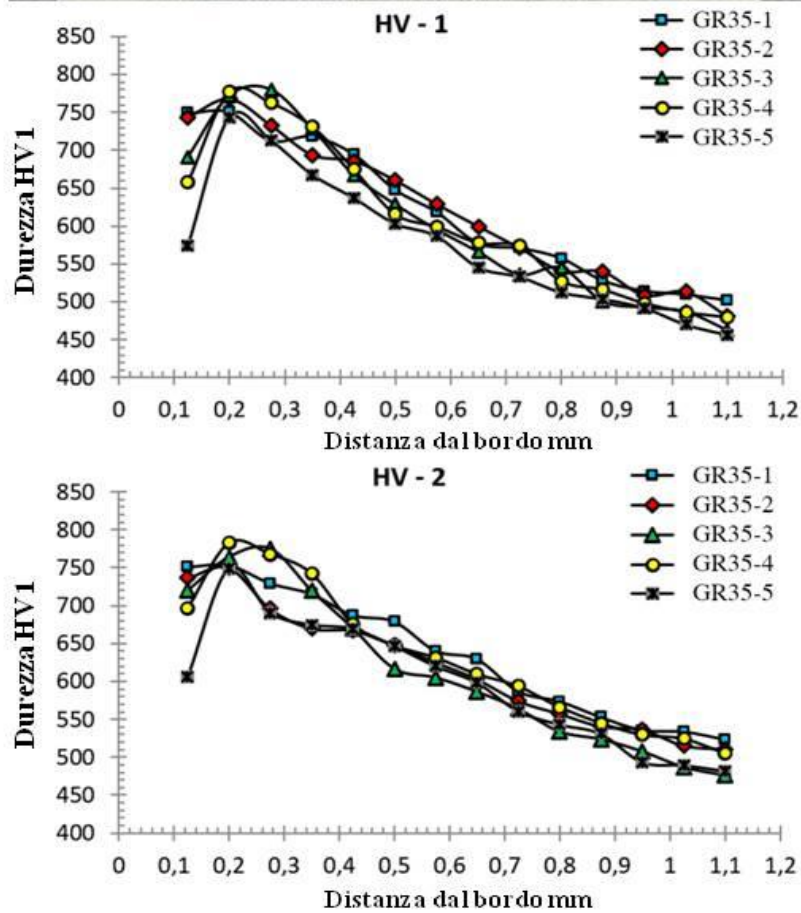 HV - 1
GR35-1
GR35-2
GR35-3
GR35-4
GR35-5
Durezza HV1
850
800
750
700
650
600
550
500
450
400
0 0,1 0,2 0,3 0,4 0,5 0,6 0,7 0,8 0,9 1 1,1 1,2
Distanza dal bordo mm
HV - 2
GR35-1
GR35-2
GR35-3
GR35-4
GR35-5
Durezza HV1
850
800
750
700
650
600
550
500
450
400
0 0,1 0,2 0,3 0,4 0,5 0,6 0,7 0,8 0,9 1 1,1 1,2
Distanza dal bordo mm